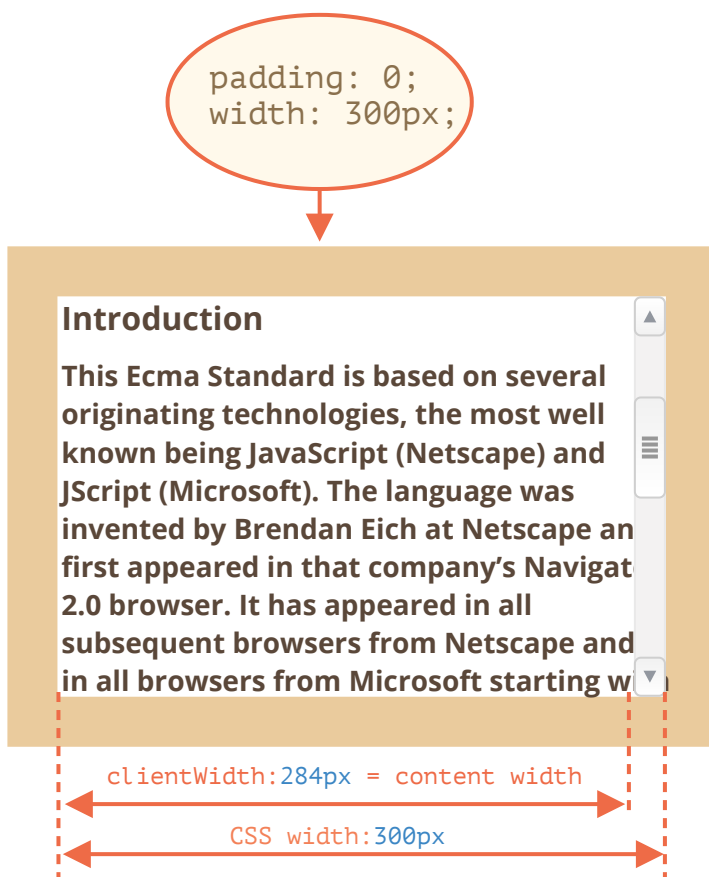 padding: 0;
width: 300px;
Introduction
This Ecma Standard is based on several
originating technologies, the most well
known being JavaScript (Netscape) and
JScript (Microsoft). The language was
invented by Brendan Eich at Netscape an
first appeared in that company’s Navigat
2.0 browser. It has appeared in all
subsequent browsers from Netscape and
in all browsers from Microsoft starting w
clientWidth:284px = content width
CSS width:300px